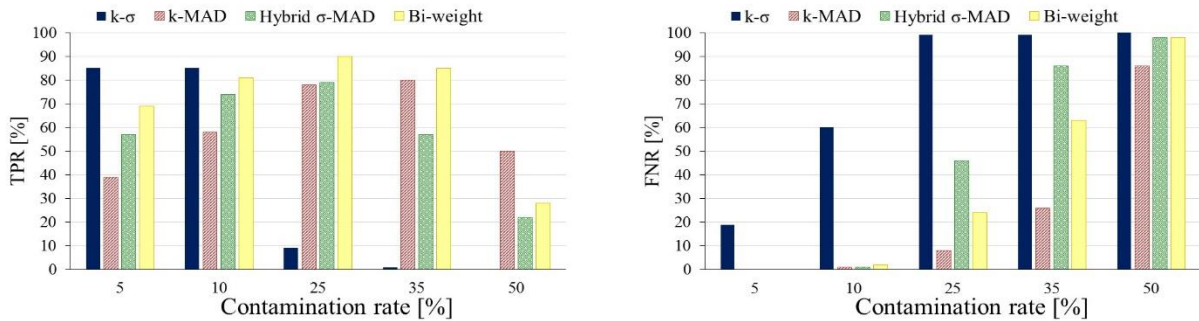 k-σ k-MAD Hybrid σ-MAD Bi-weight
100
90
80
70
60
50
40
30
20
10
0
TPR [%]
5 10 25 35 50
Contamination rate [%]
k-σ k-MAD Hybrid σ-MAD Bi-weight
100
90
80
70
60
50
40
30
20
10
0
FNR [%]
5 10 25 35 50
Contamination rate [%]